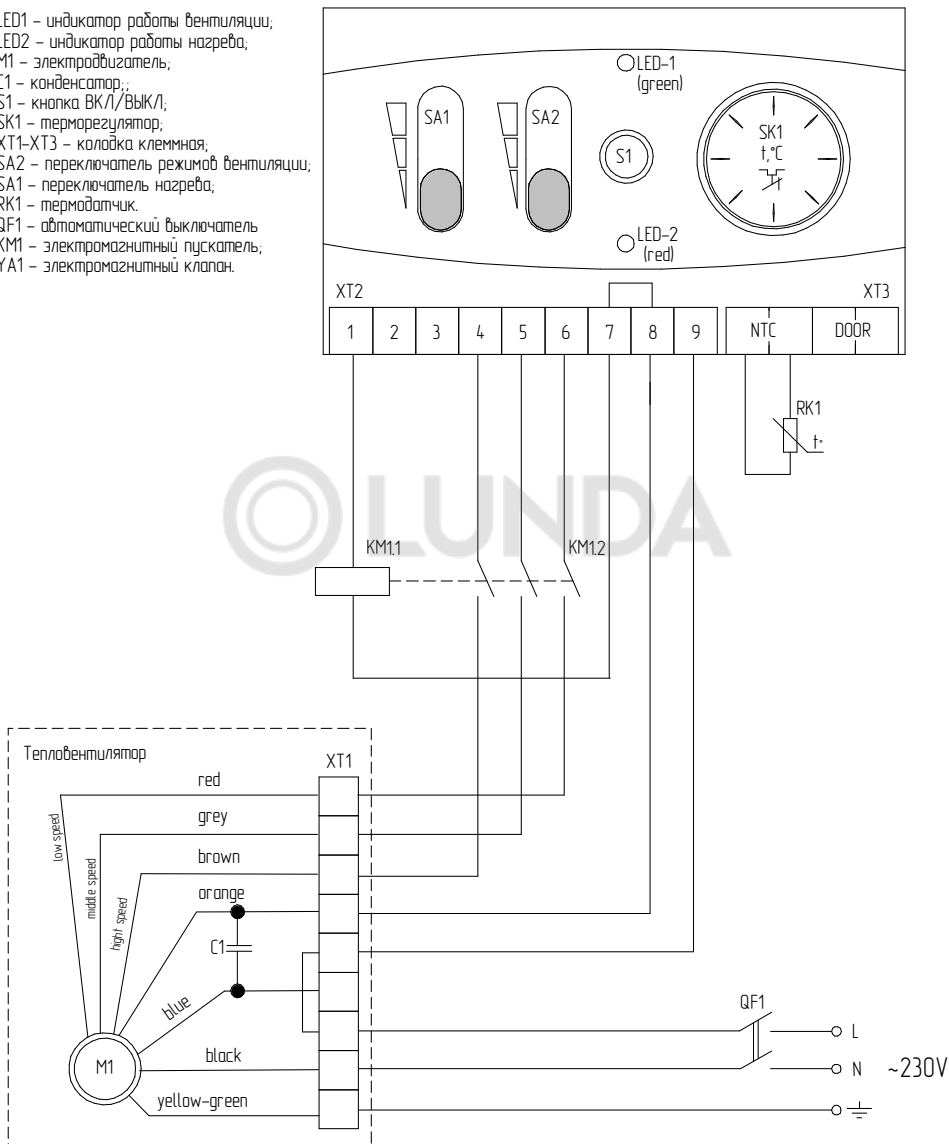 LED1 – индикатор работы вентиляции;
LED2 – индикатор работы нагрева;
M1 – электродвигатель;
C1 – конденсатор;;
S1 – кнопка ВКЛ/ВЫКЛ;
SK1 – терморегулятор;
XT1-XT3 – колодка клеммная;
SA2 – переключатель режимов вентиляции;
SA1 – переключатель нагрева;
RK1 – термодатчик.
QF1 – автоматический выключатель
KM1 – электромагнитный пускатель;
YA1 – электромагнитный клапан.
LED-1
(green)
SA1
SA2
S1
SK1
t,°C
LED-2
(red)
XT2
XT3
1 2 3 4 5 6 7 8 9 NTC DOOR
RK1
t°
LUNDA
KM1.1
KM1.2
Тепловентилятор
XT1
red
grey
brown
orange
low speed
middle speed
hight speed
C1
blue
black
yellow-green
M1
QF1
L
N
~230V